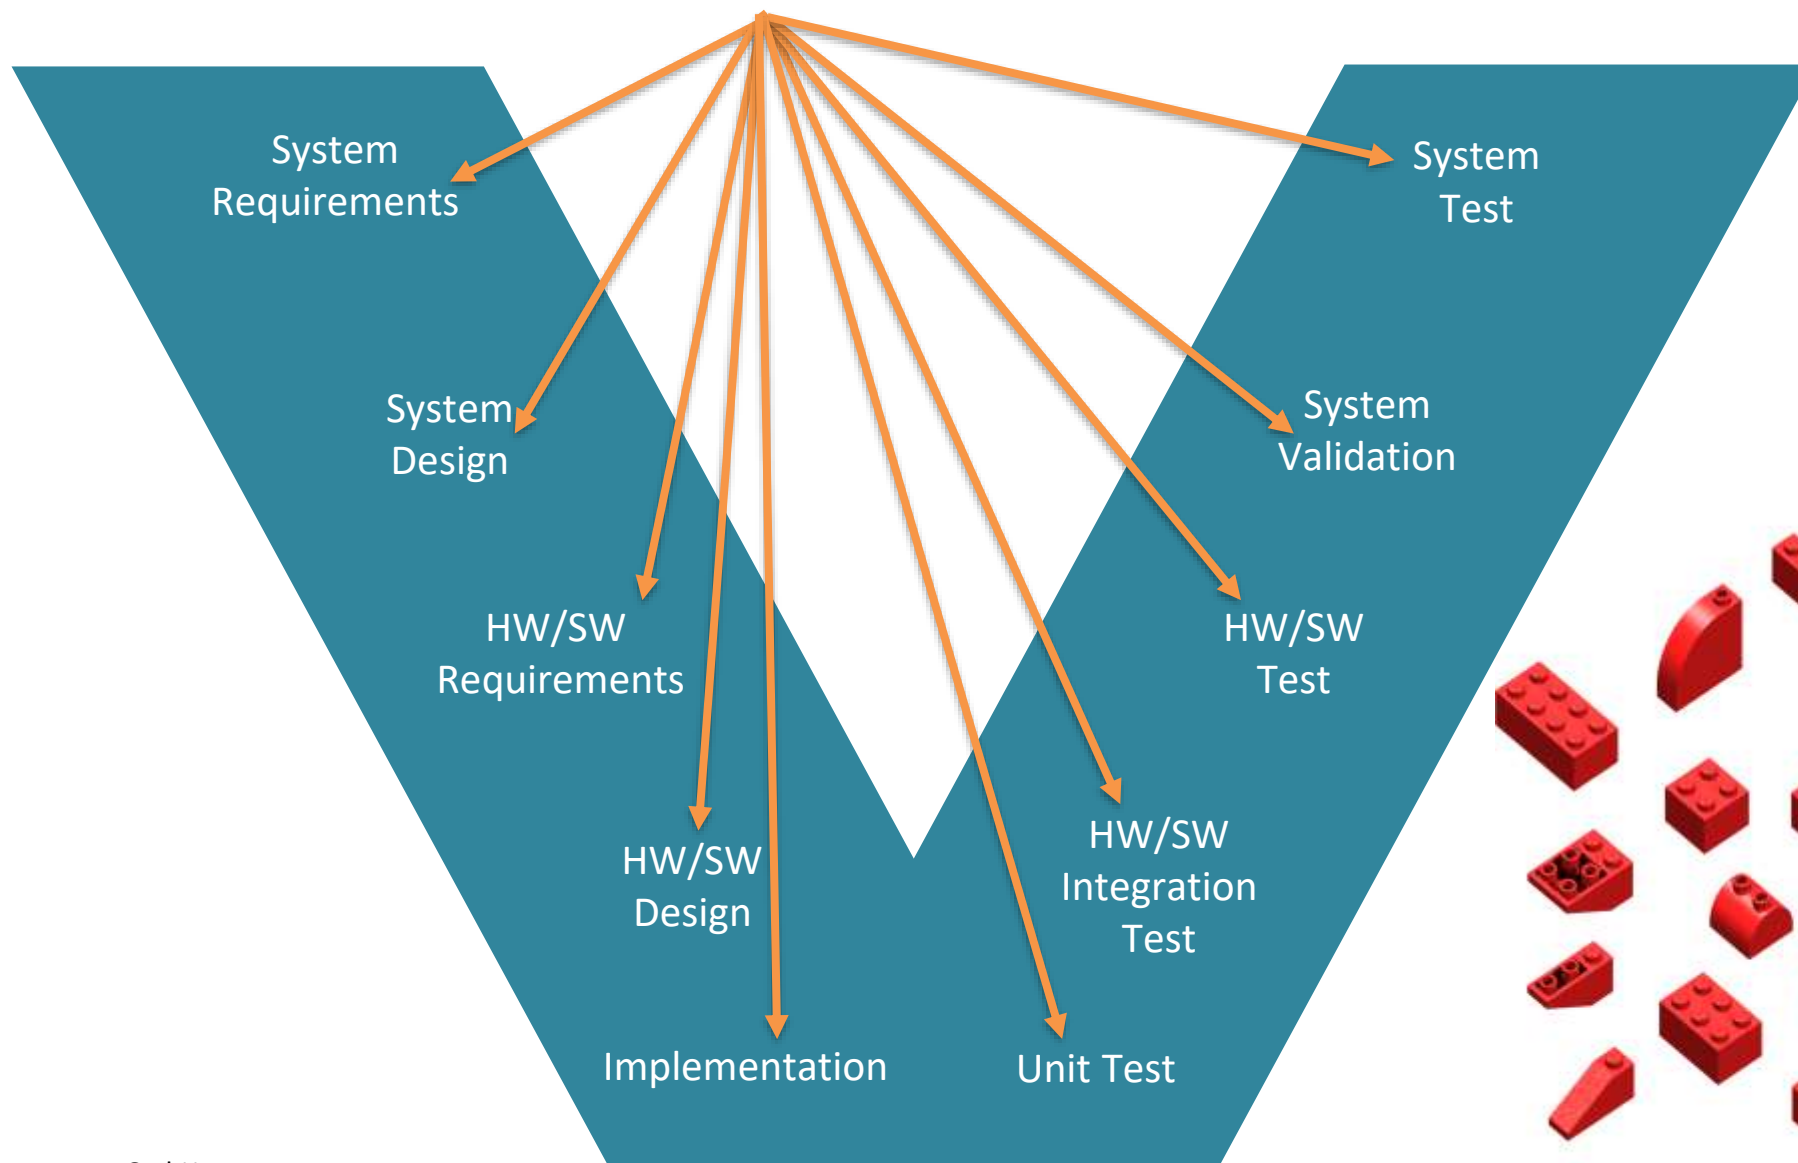 System
Requirements
System
Test
System
Design
System
Validation
HW/SW
Requirements
HW/SW
Test
HW/SW
Design
HW/SW
Integration
Test
Implementation
Unit Test